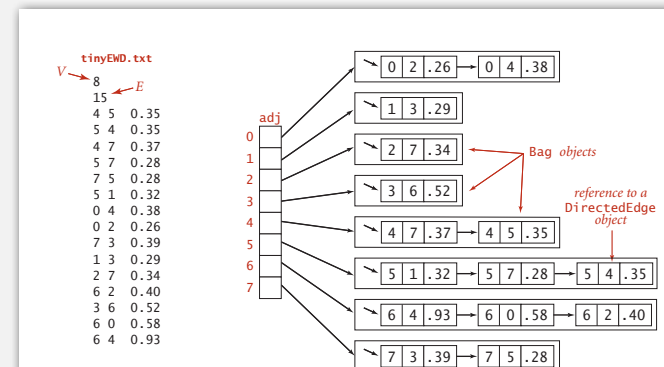 tinyEWD.txt
V
8
15
E
4 5 0.35
5 4 0.35
4 7 0.37
5 7 0.28
7 5 0.28
5 1 0.32
0 4 0.38
0 2 0.26
7 3 0.39
1 3 0.29
2 7 0.34
6 2 0.40
3 6 0.52
6 0 0.58
6 4 0.93
adj
0
1
2
3
4
5
6
7
0 2 .26 0 4 .38
1 3 .29
2 7 .34
3 6 .52
4 7 .37 4 5 .35
5 1 .32 5 7 .28 5 4 .35
6 4 .93 6 0 .58 6 2 .40
7 3 .39 7 5 .28
Bag objects
reference to a
DirectedEdge
object